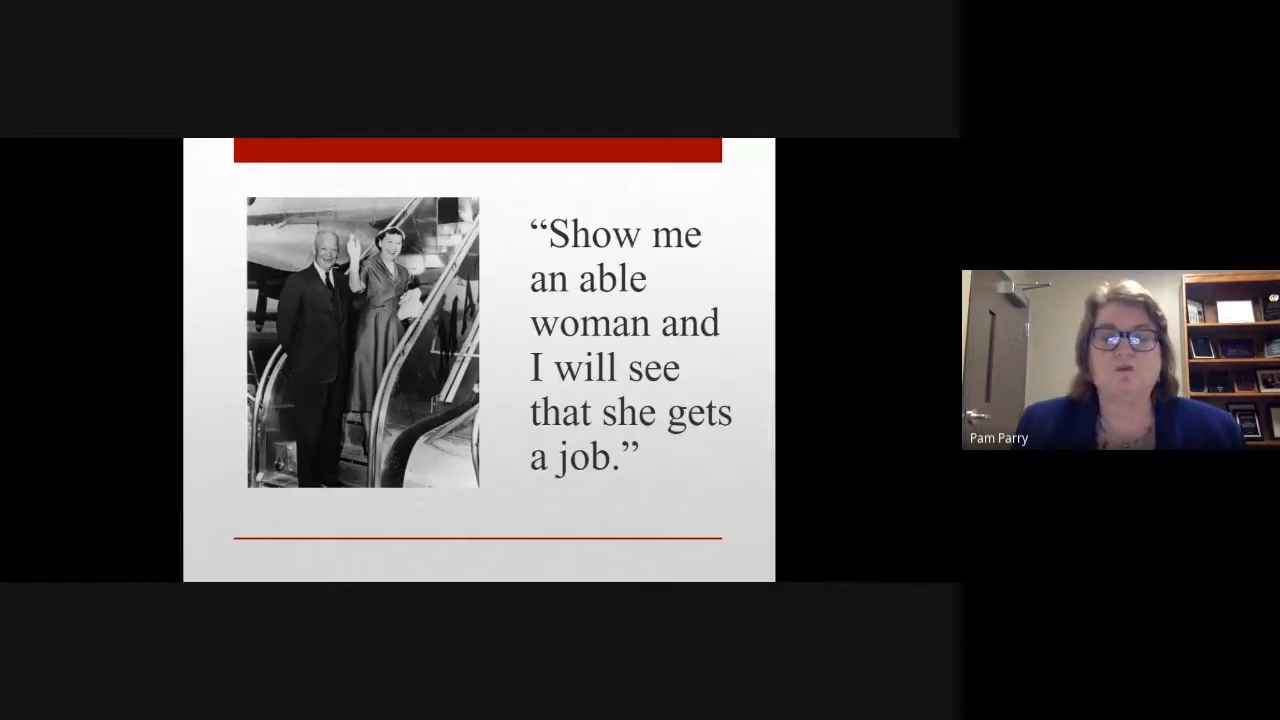 “Show me
an able
woman and
I will see
that she gets
a job.”
Pam Parry